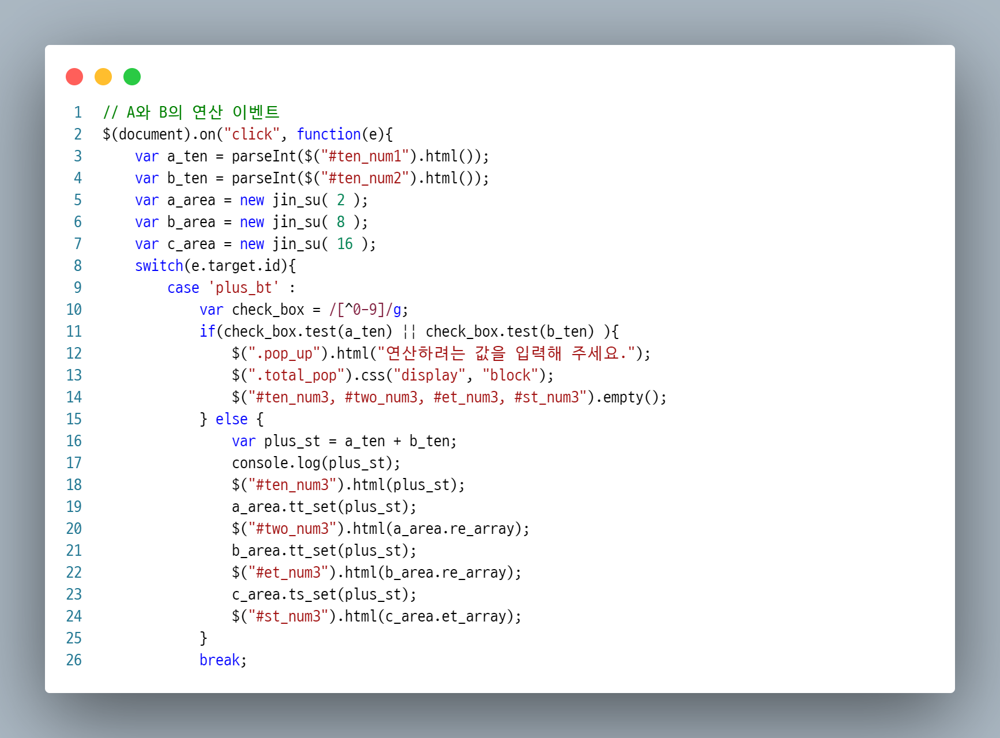 1 // A와 B의 연산 이벤트
2 $(document).on("click", function(e){
3     var a_ten = parseInt($("#ten_num1").html());
4     var b_ten = parseInt($("#ten_num2").html());
5     var a_area = new jin_su( 2 );
6     var b_area = new jin_su( 8 );
7     var c_area = new jin_su( 16 );
8     switch(e.target.id){
9         case 'plus_bt' :
10             var check_box = /[^0-9]/g;
11             if(check_box.test(a_ten) || check_box.test(b_ten) ){
12                 $(".pop_up").html("연산하려는 값을 입력해 주세요.");
13                 $(".total_pop").css("display", "block");
14                 $("#ten_num3, #two_num3, #et_num3, #st_num3").empty();
15             } else {
16                 var plus_st = a_ten + b_ten;
17                 console.log(plus_st);
18                 $("#ten_num3").html(plus_st);
19                 a_area.tt_set(plus_st);
20                 $("#two_num3").html(a_area.re_array);
21                 b_area.tt_set(plus_st);
22                 $("#et_num3").html(b_area.re_array);
23                 c_area.ts_set(plus_st);
24                 $("#st_num3").html(c_area.et_array);
25             }
26             break;